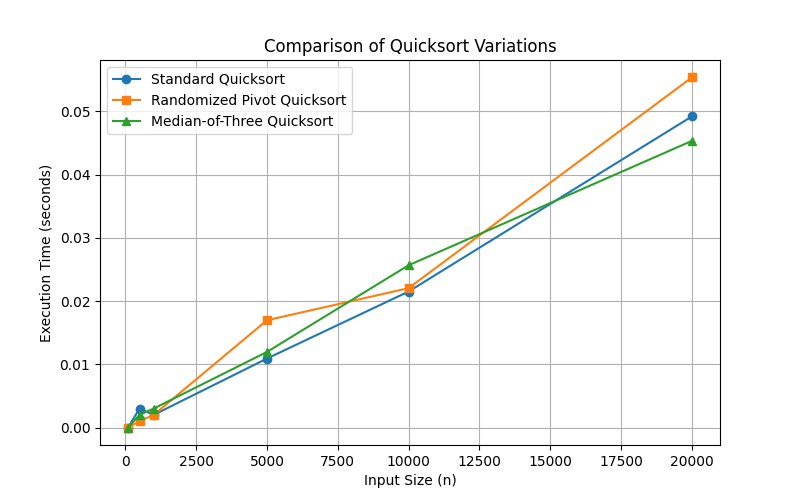 Comparison of Quicksort Variations
Standard Quicksort
Randomized Pivot Quicksort
Median-of-Three Quicksort
Execution Time (seconds)
0.05
0.04
0.03
0.02
0.01
0.00
0 2500 5000 7500 10000 12500 15000 17500 20000
Input Size (n)